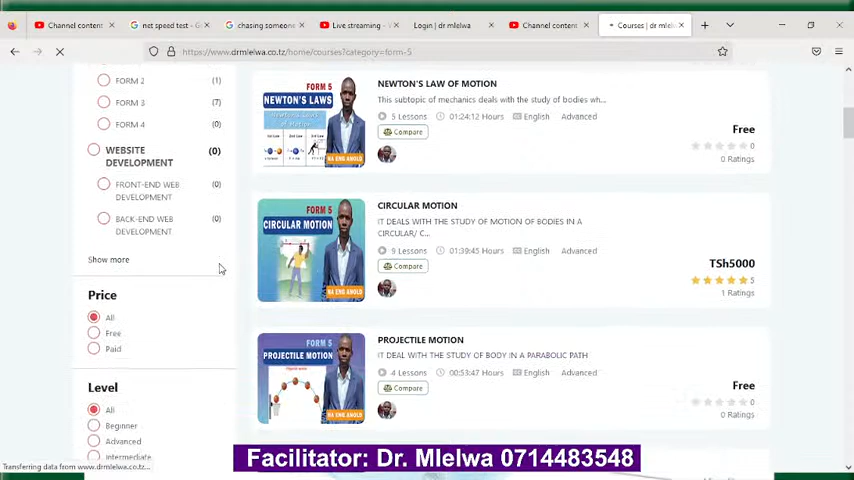 Channel content
net speed test - G
chasing someone
Live streaming - Y
Login | dr mlelwa
Channel content
Courses | dr mlelw
https://www.drmlelwa.co.tz/home/courses?category=form-5
FORM 2 (1)
FORM 3 (7)
FORM 4 (0)
WEBSITE DEVELOPMENT (0)
FRONT-END WEB DEVELOPMENT (0)
BACK-END WEB DEVELOPMENT (0)
Show more
Price
All
Free
Paid
Level
All
Beginner
Advanced
Intermediate
FORM 5
NEWTON'S LAWS
NEWTON'S LAW OF MOTION
This subtopic of mechanics deals with the study of bodies wh...
5 Lessons 01:24:12 Hours English Advanced
Compare
Free
0
0 Ratings
FORM 5
CIRCULAR MOTION
CIRCULAR MOTION
IT DEALS WITH THE STUDY OF MOTION OF BODIES IN A
CIRCULAR/ C...
9 Lessons 01:39:45 Hours English Advanced
Compare
TSh5000
5
1 Ratings
FORM 5
PROJECTILE MOTION
PROJECTILE MOTION
IT DEAL WITH THE STUDY OF BODY IN A PARABOLIC PATH
4 Lessons 00:53:47 Hours English Advanced
Compare
Free
0
0 Ratings
Transferring data from www.drmlelwa.co.tz...
Facilitator: Dr. Mlelwa 0714483548